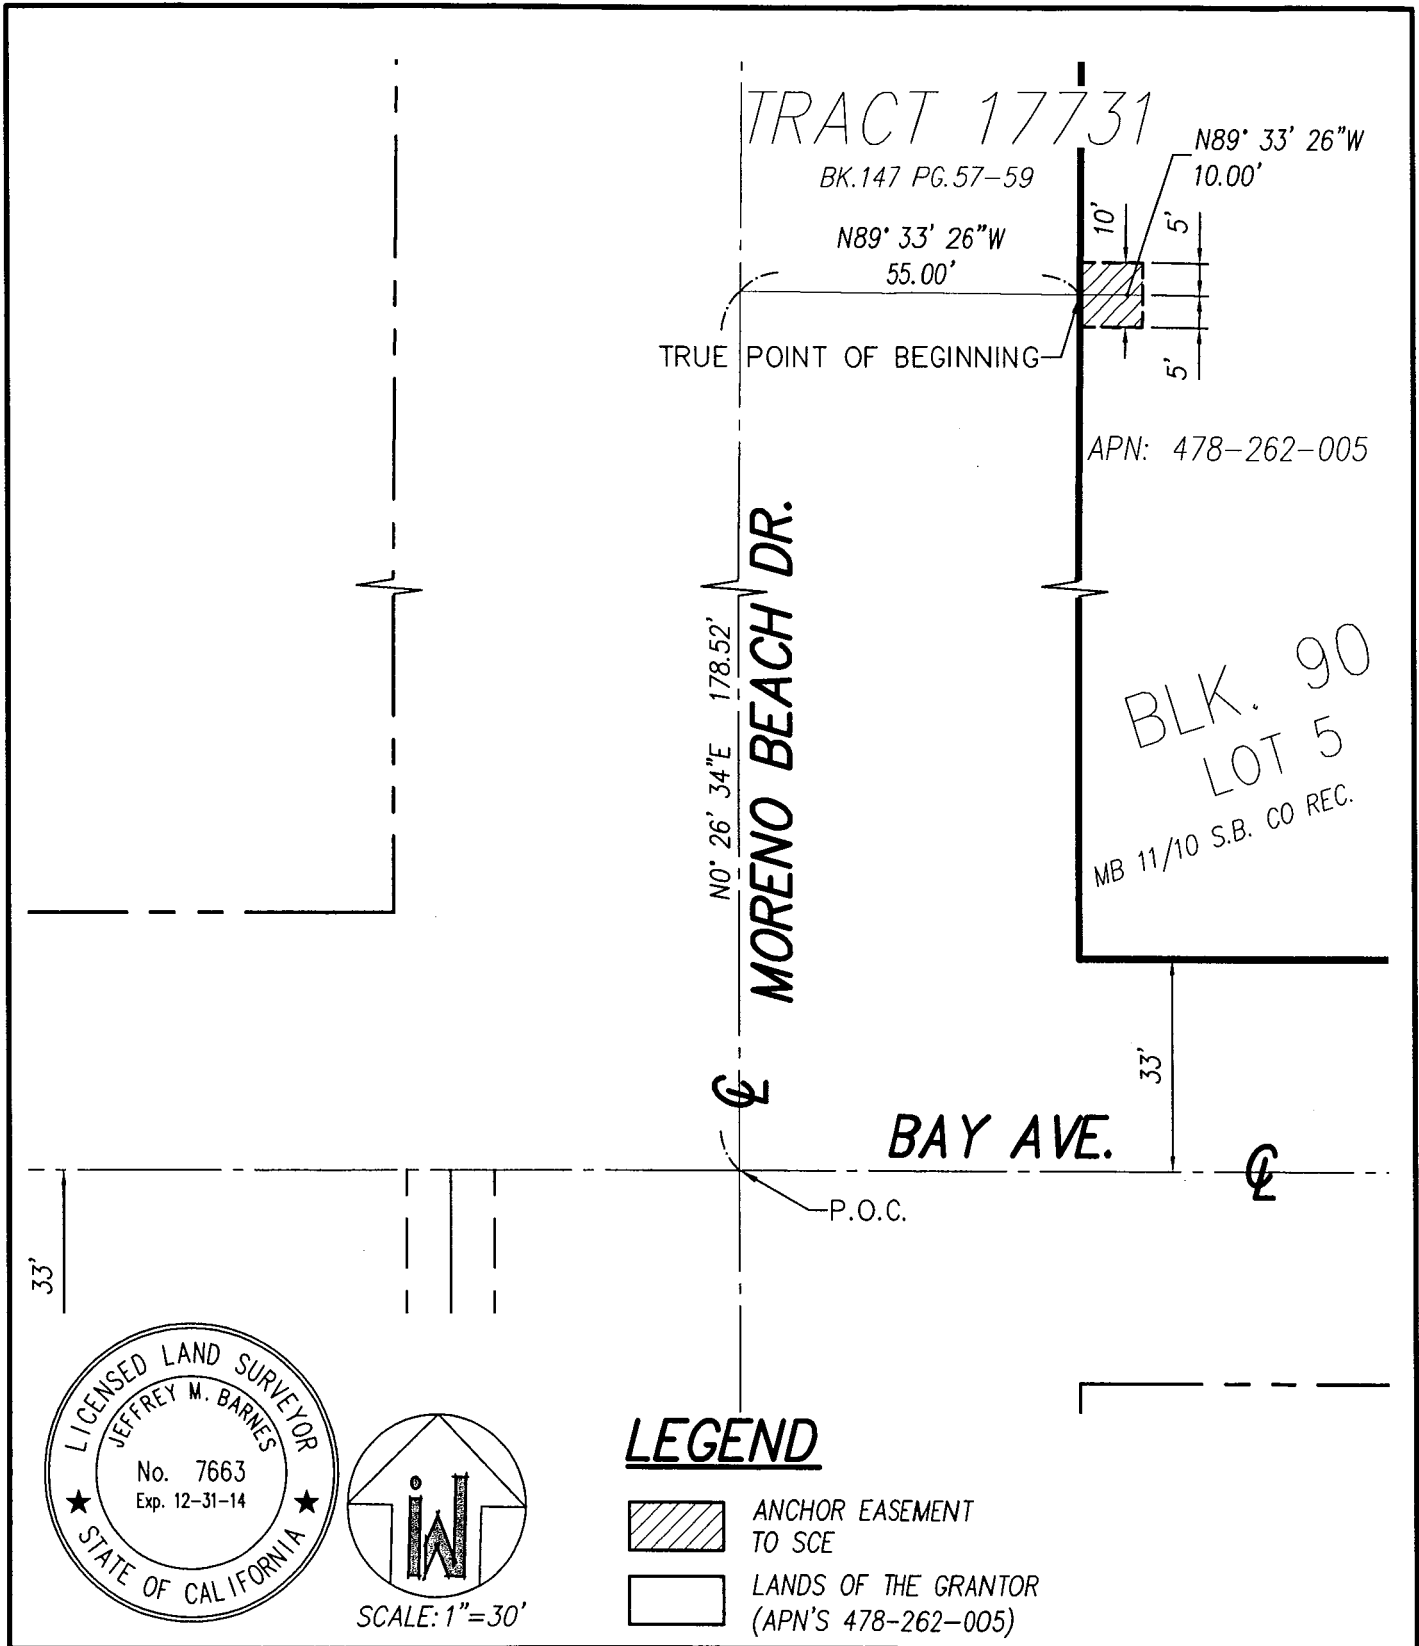 TRACT 17731
BK.147 PG.57-59
N89° 33' 26"W
10.00'
10'
5'
N89° 33' 26"W
55.00'
TRUE POINT OF BEGINNING
5'
APN: 478-262-005
MORENO BEACH DR.
N0° 26' 34"E 178.52'
BLK. 90
LOT 5
MB 11/10 S.B. CO REC.
33'
℄
BAY AVE.
℄
P.O.C.
33'
LICENSED LAND SURVEYOR
JEFFREY M. BARNES
No. 7663
Exp. 12-31-14
★ STATE OF CALIFORNIA ★
iW
SCALE: 1"=30'
LEGEND
ANCHOR EASEMENT
TO SCE
LANDS OF THE GRANTOR
(APN'S 478-262-005)